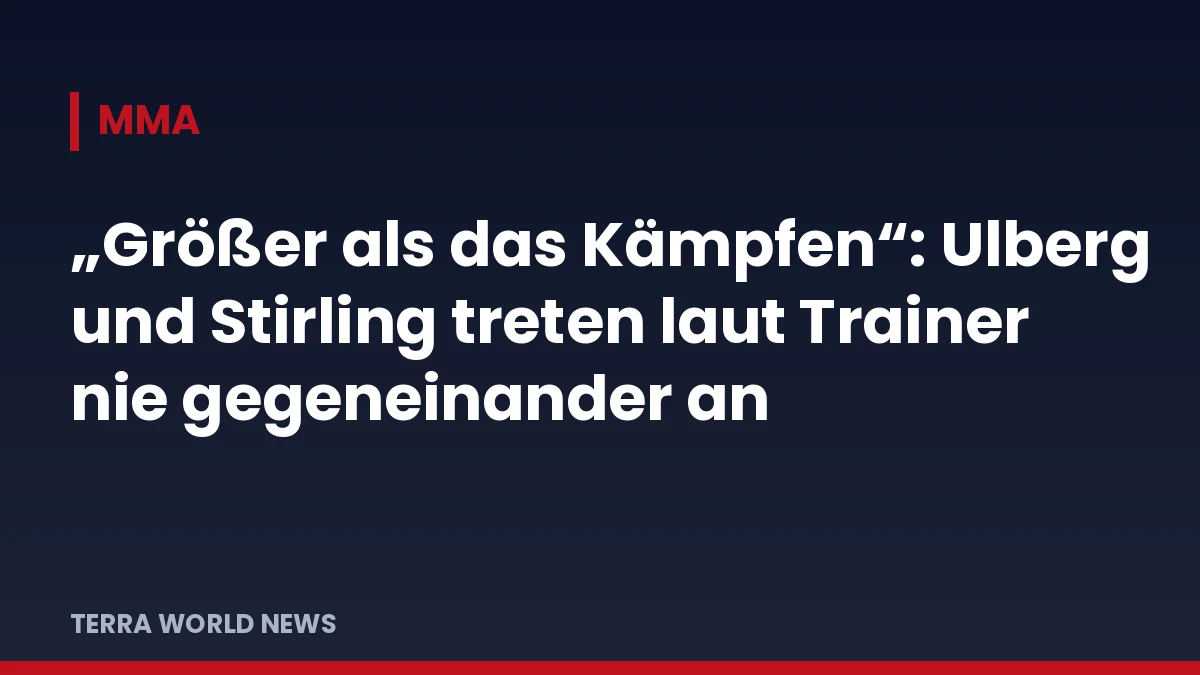 MMA
„Größer als das Kämpfen“: Ulberg
und Stirling treten laut Trainer
nie gegeneinander an
TERRA WORLD NEWS